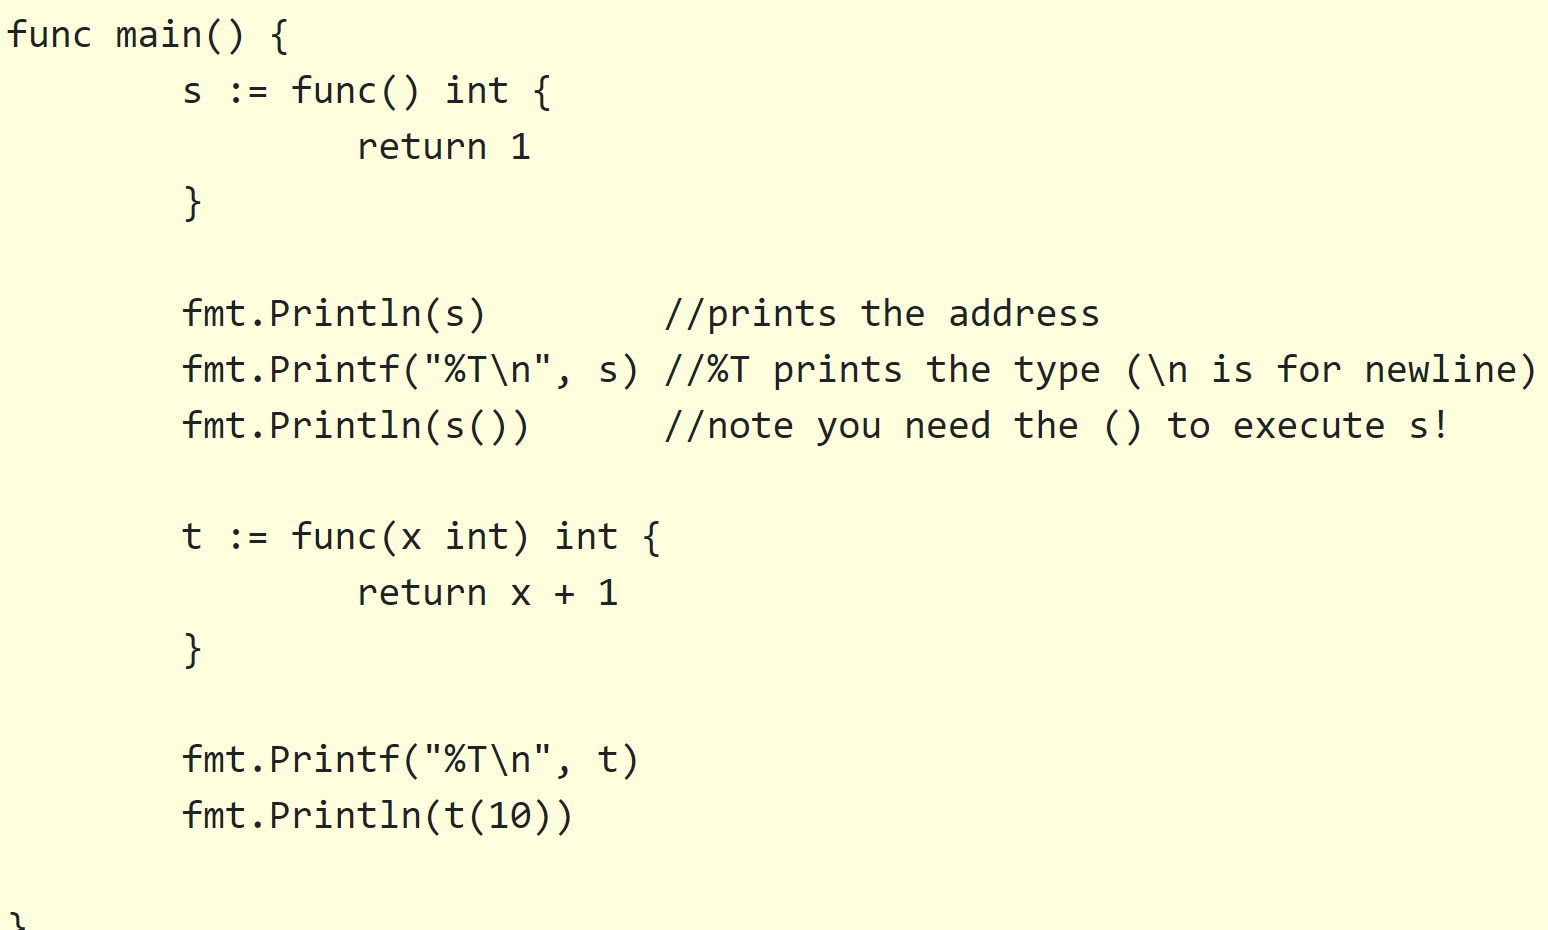 func main() {
        s := func() int {
                return 1
        }

        fmt.Println(s)        //prints the address
        fmt.Printf("%T\n", s) //%T prints the type (\n is for newline)
        fmt.Println(s())      //note you need the () to execute s!

        t := func(x int) int {
                return x + 1
        }

        fmt.Printf("%T\n", t)
        fmt.Println(t(10))

}